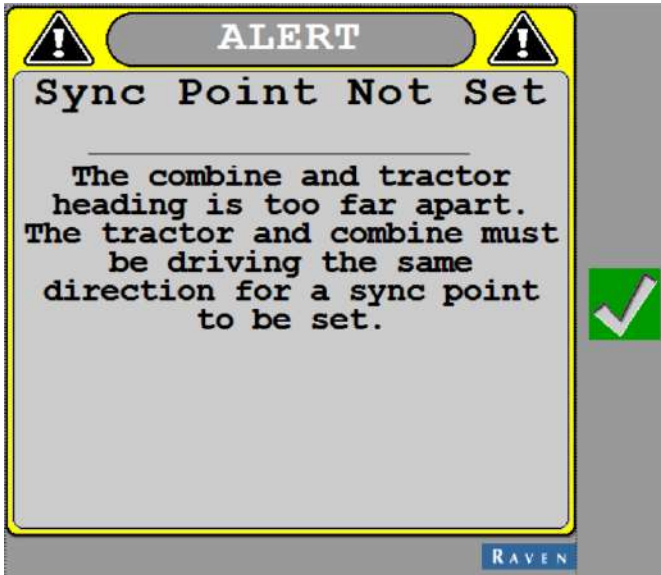 ALERT
Sync Point Not Set
The combine and tractor
heading is too far apart.
The tractor and combine must
be driving the same
direction for a sync point
to be set.
RAVEN